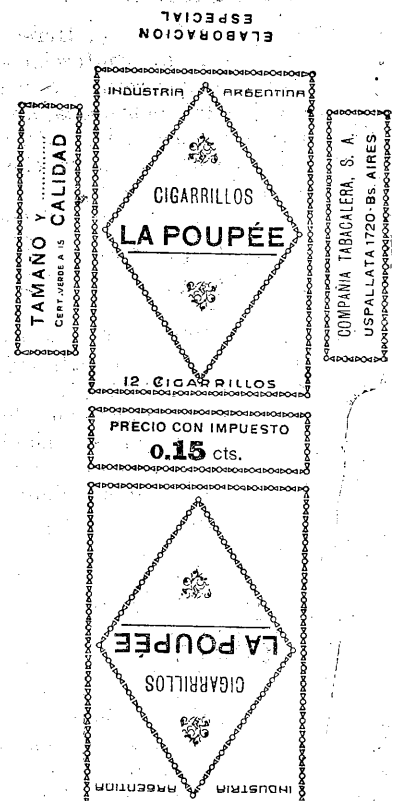 ELABORACION
ESPECIAL
TAMAÑO Y .............. CALIDAD
CERT. VERDE A 15
INDUSTRIA ARGENTINA
CIGARRILLOS
LA POUPÉE
12 CIGARRILLOS
COMPAÑIA TABACALERA, S. A.
USPALLATA 1720 - Bs. AIRES
PRECIO CON IMPUESTO
0.15 cts.
INDUSTRIA ARGENTINA
CIGARRILLOS
LA POUPÉE